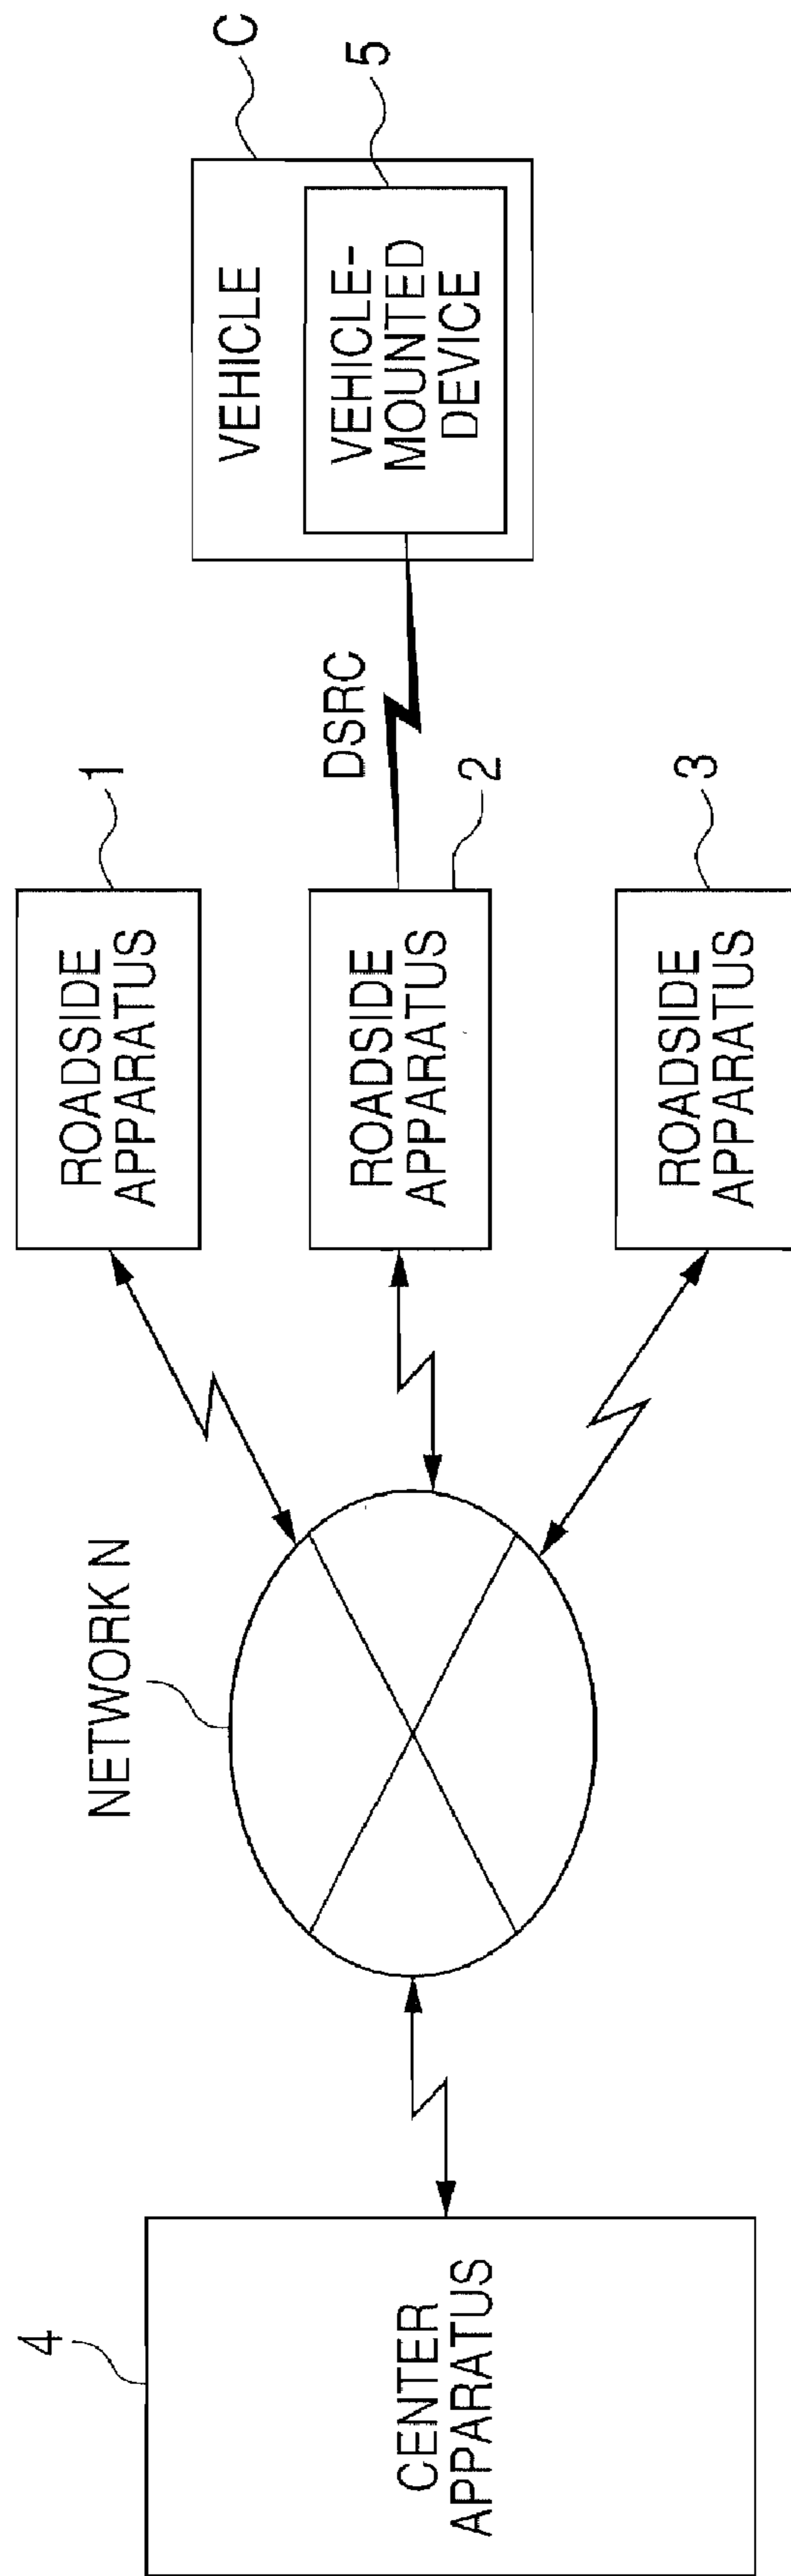 4
CENTER
APPARATUS
NETWORK N
ROADSIDE
APPARATUS
1
ROADSIDE
APPARATUS
2
ROADSIDE
APPARATUS
3
DSRC
VEHICLE
C
VEHICLE-
MOUNTED
DEVICE
5